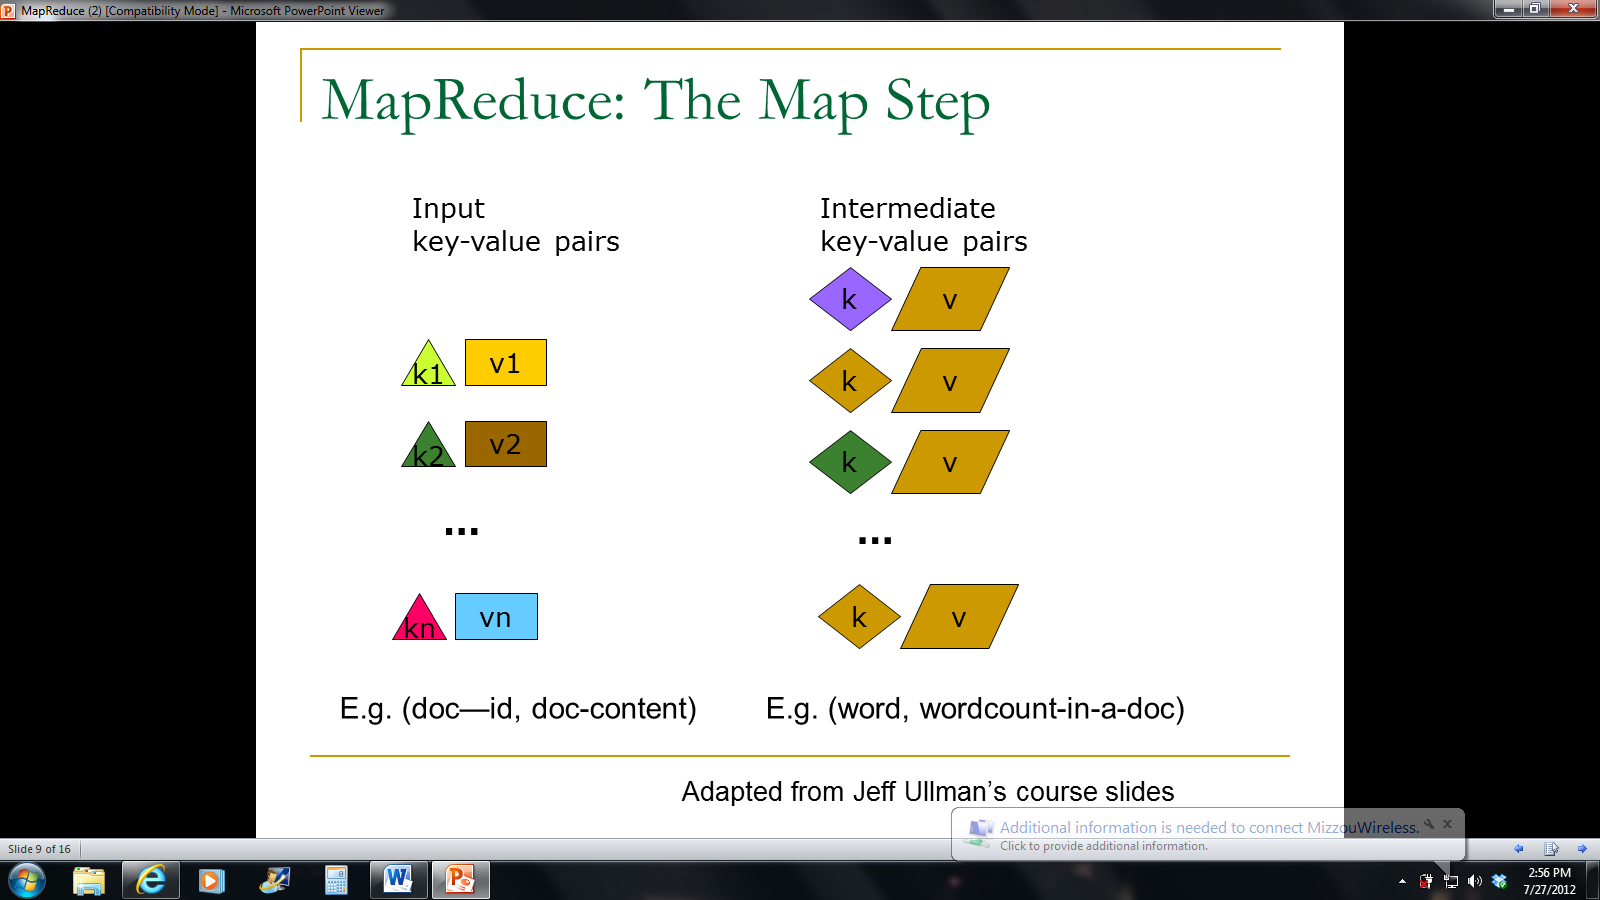 MapReduce (2) [Compatibility Mode] - Microsoft PowerPoint Viewer
MapReduce: The Map Step
Input
key-value pairs
k1 v1
k2 v2
...
kn vn
E.g. (doc—id, doc-content)
Intermediate
key-value pairs
k v
k v
k v
...
k v
E.g. (word, wordcount-in-a-doc)
Adapted from Jeff Ullman's course slides
Additional information is needed to connect MizzouWireless.
Click to provide additional information.
Slide 9 of 16
2:56 PM
7/27/2012